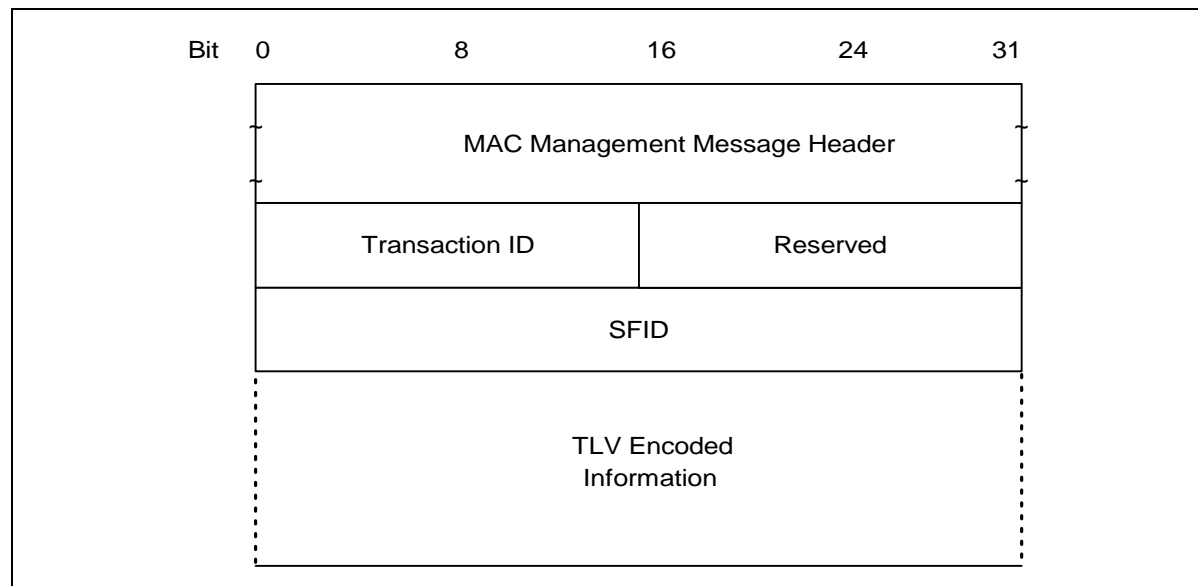 Bit 0 8 16 24 31
MAC Management Message Header
Transaction ID Reserved
SFID
TLV Encoded
Information